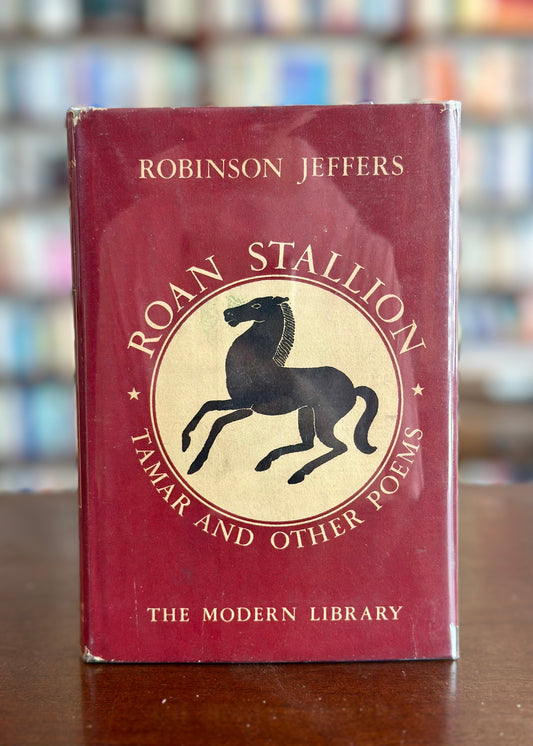 ROBINSON JEFFERS
ROAN STALLION
TAMAR AND OTHER POEMS
THE MODERN LIBRARY